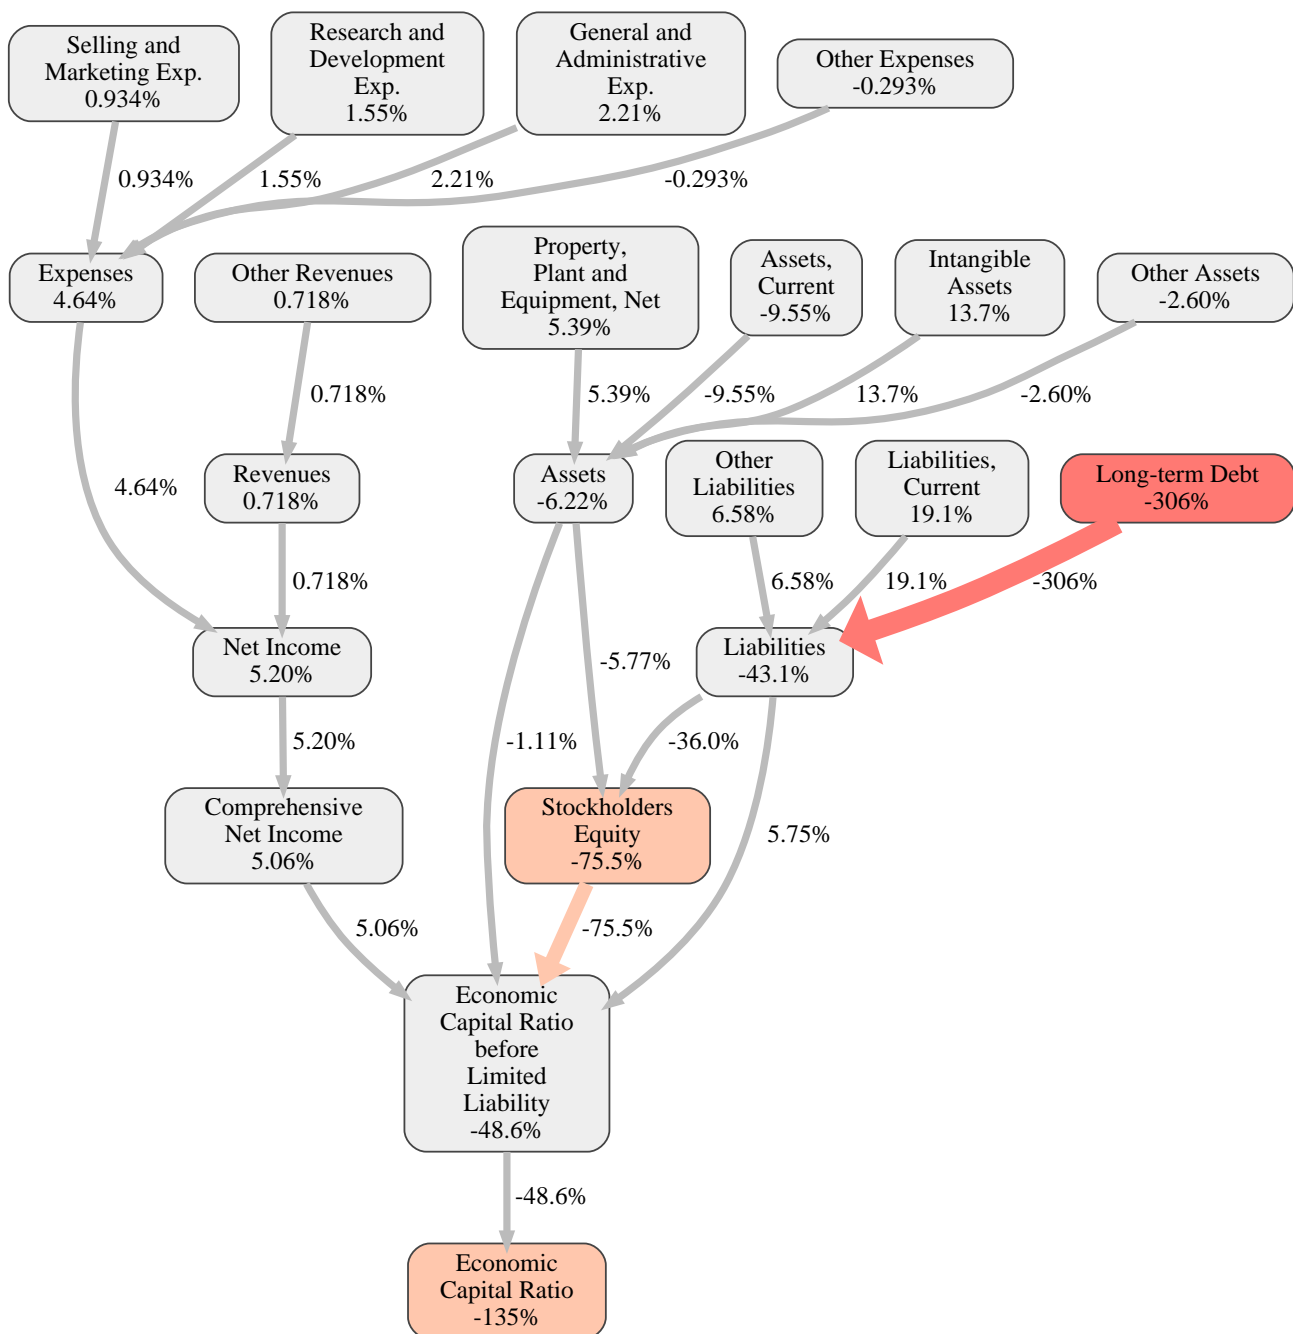 Selling and
Marketing Exp.
0.934%
Research and
Development
Exp.
1.55%
General and
Administrative
Exp.
2.21%
Other Expenses
-0.293%
0.934%
1.55%
2.21%
-0.293%
Expenses
4.64%
Other Revenues
0.718%
Property,
Plant and
Equipment, Net
5.39%
Assets,
Current
-9.55%
Intangible
Assets
13.7%
Other Assets
-2.60%
0.718%
5.39%
-9.55%
13.7%
-2.60%
4.64%
Revenues
0.718%
Assets
-6.22%
Other
Liabilities
6.58%
Liabilities,
Current
19.1%
Long-term Debt
-306%
0.718%
6.58%
19.1%
-306%
Net Income
5.20%
-5.77%
Liabilities
-43.1%
5.20%
-1.11%
-36.0%
5.75%
Comprehensive
Net Income
5.06%
Stockholders
Equity
-75.5%
5.06%
-75.5%
Economic
Capital Ratio
before
Limited
Liability
-48.6%
-48.6%
Economic
Capital Ratio
-135%